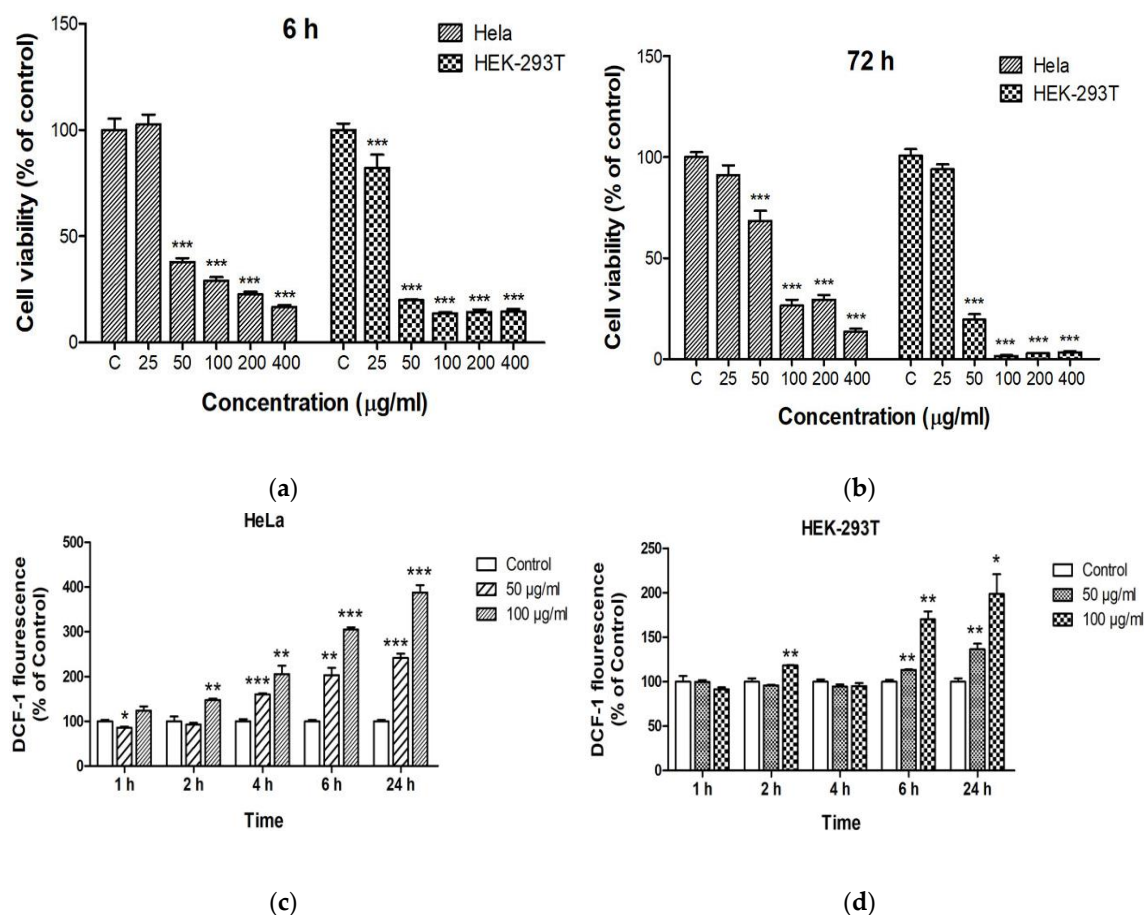 6 h
Hela
HEK-293T
Cell viability (% of control)
150
100
50
0
***
***
***
***
***
***
***
***
***
C 25 50 100 200 400 C 25 50 100 200 400
Concentration (µg/ml)
(a)
72 h
Hela
HEK-293T
Cell viability (% of control)
150
100
50
0
***
***
***
***
***
***
***
***
C 25 50 100 200 400 C 25 50 100 200 400
Concentration (µg/ml)
(b)
HeLa
Control
50 µg/ml
100 µg/ml
DCF-1 flourescence
(% of Control)
500
400
300
200
100
0
*
**
***
**
**
***
***
***
1 h 2 h 4 h 6 h 24 h
Time
(c)
HEK-293T
Control
50 µg/ml
100 µg/ml
DCF-1 flourescence
(% of Control)
250
200
150
100
50
0
**
**
**
**
*
1 h 2 h 4 h 6 h 24 h
Time
(d)